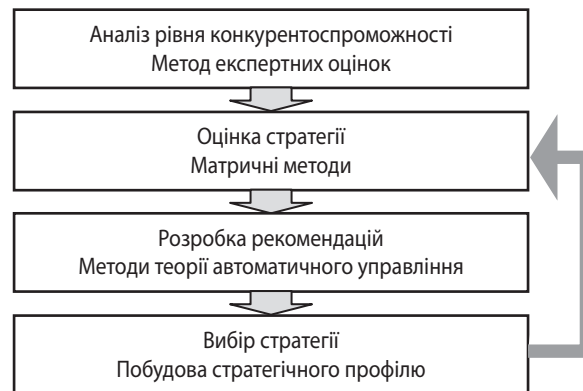 Аналіз рівня конкурентоспроможності
Метод експертних оцінок
Оцінка стратегії
Матричні методи
Розробка рекомендацій
Методи теорії автоматичного управління
Вибір стратегії
Побудова стратегічного профілю